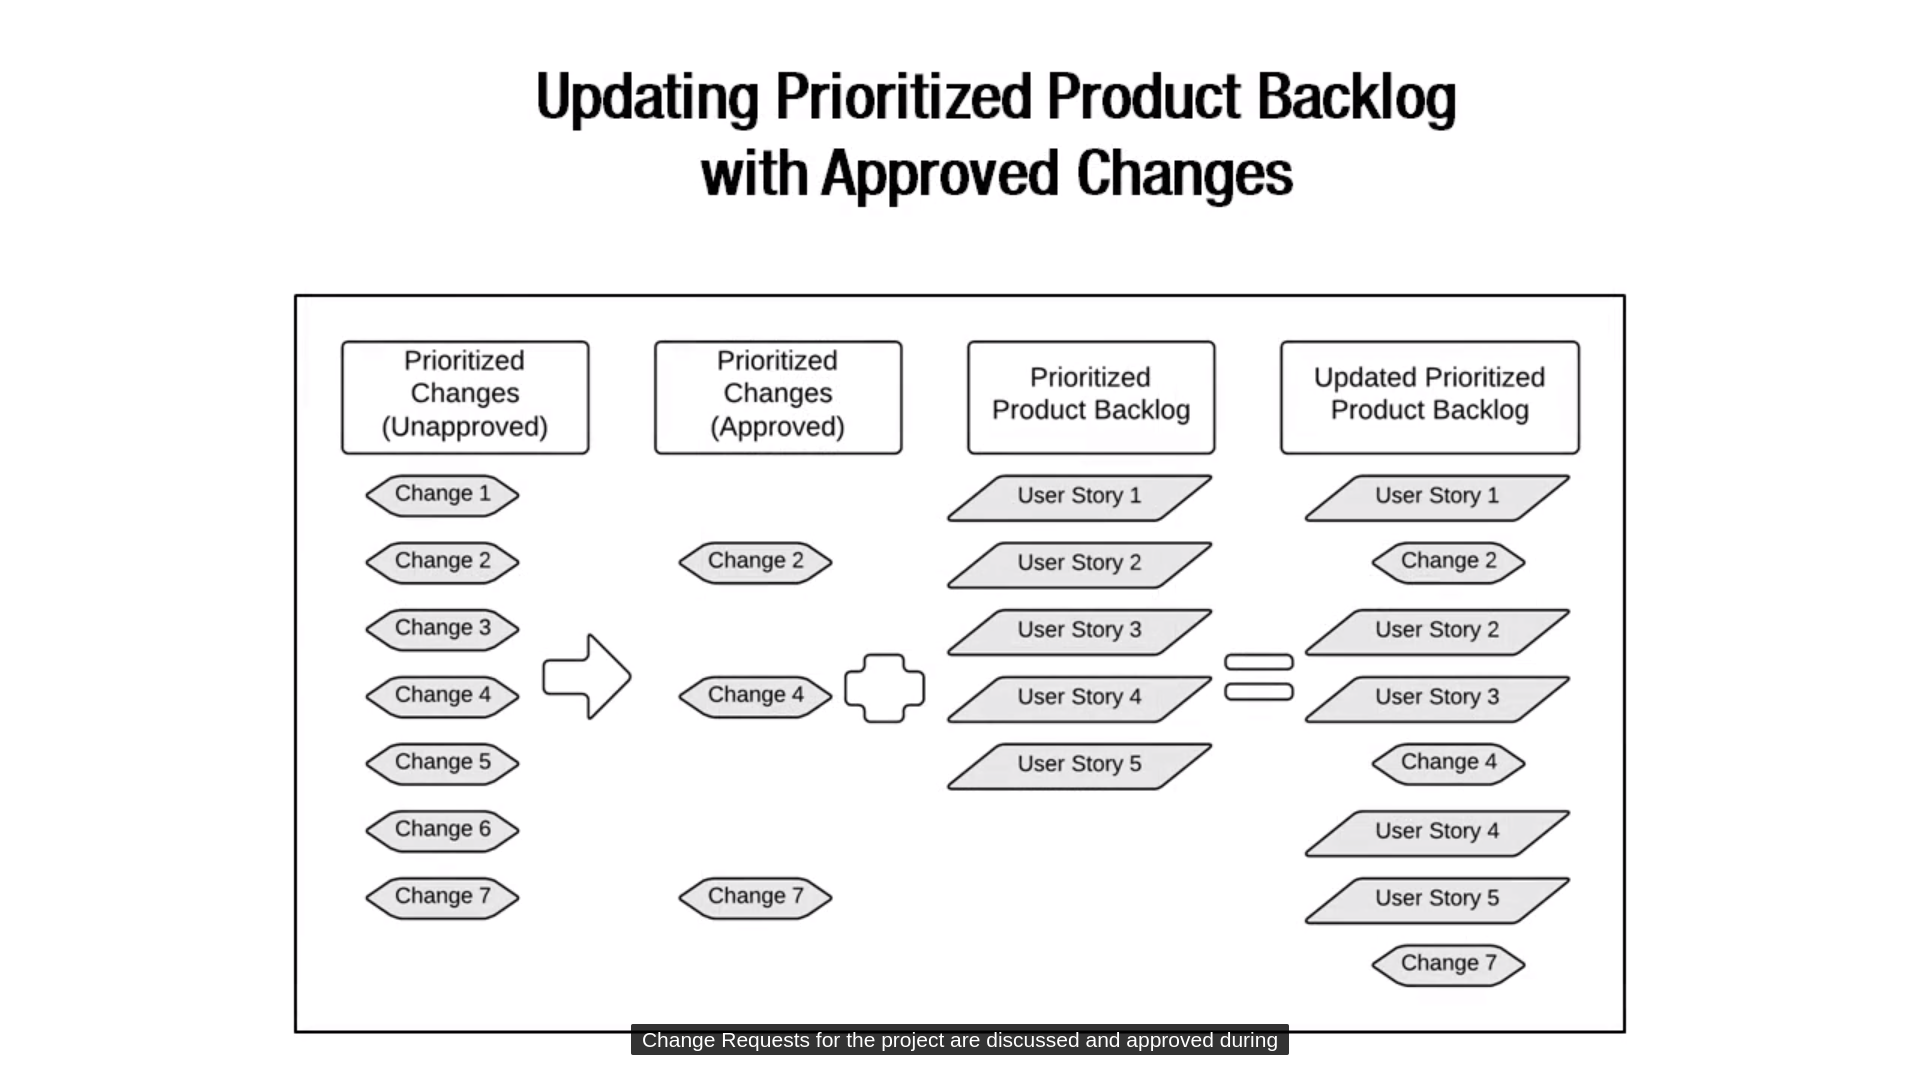 Updating Prioritized Product Backlog
with Approved Changes
Prioritized
Changes
(Unapproved)
Change 1
Change 2
Change 3
Change 4
Change 5
Change 6
Change 7
Prioritized
Changes
(Approved)
Change 2
Change 4
Change 7
Prioritized
Product Backlog
User Story 1
User Story 2
User Story 3
User Story 4
User Story 5
Updated Prioritized
Product Backlog
User Story 1
Change 2
User Story 2
User Story 3
Change 4
User Story 4
User Story 5
Change 7
Change Requests for the project are discussed and approved during